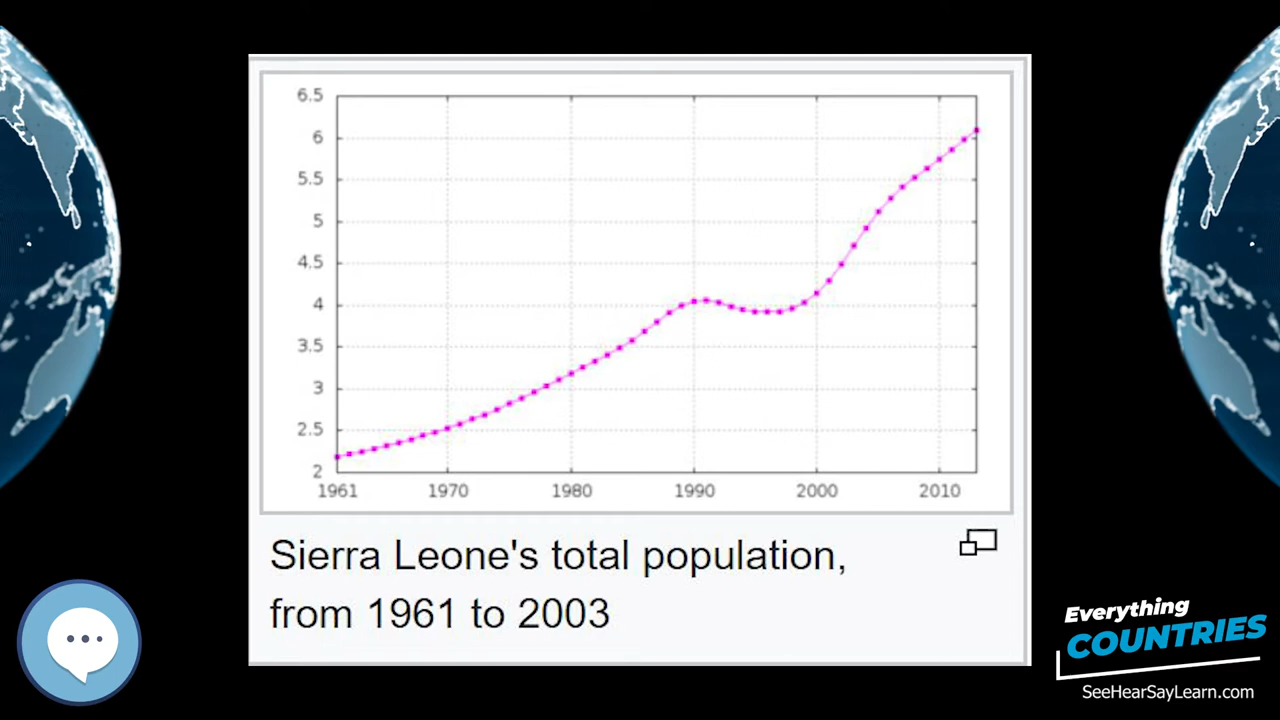 6.5
6
5.5
5
4.5
4
3.5
3
2.5
2
1961 1970 1980 1990 2000 2010
Sierra Leone's total population,
from 1961 to 2003
Everything
COUNTRIES
SeeHearSayLearn.com